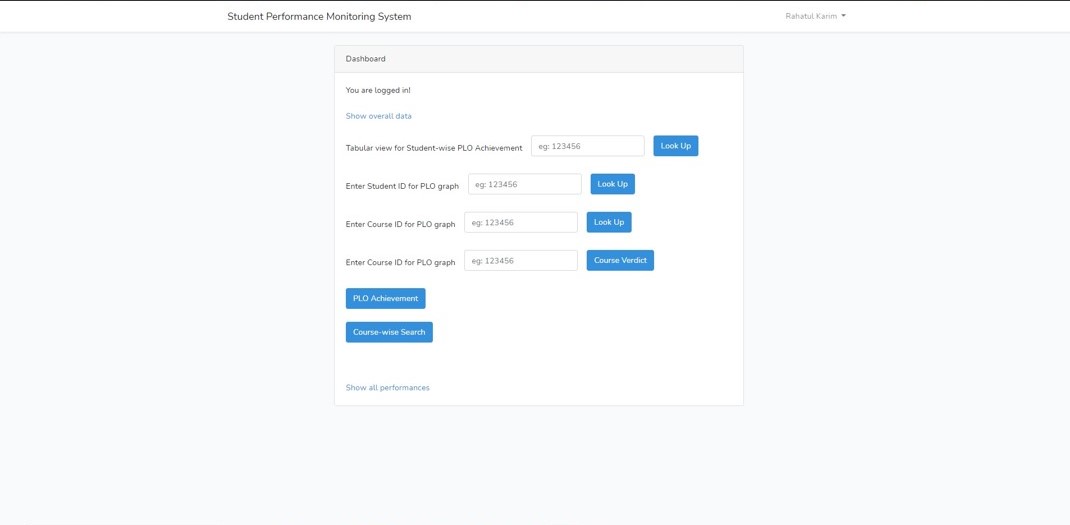 Student Performance Monitoring System
Rahatul Karim
Dashboard
You are logged in!
Show overall data
Tabular view for Student-wise PLO Achievement eg: 123456 Look Up
Enter Student ID for PLO graph eg: 123456 Look Up
Enter Course ID for PLO graph eg: 123456 Look Up
Enter Course ID for PLO graph eg: 123456 Course Verdict
PLO Achievement
Course-wise Search
Show all performances